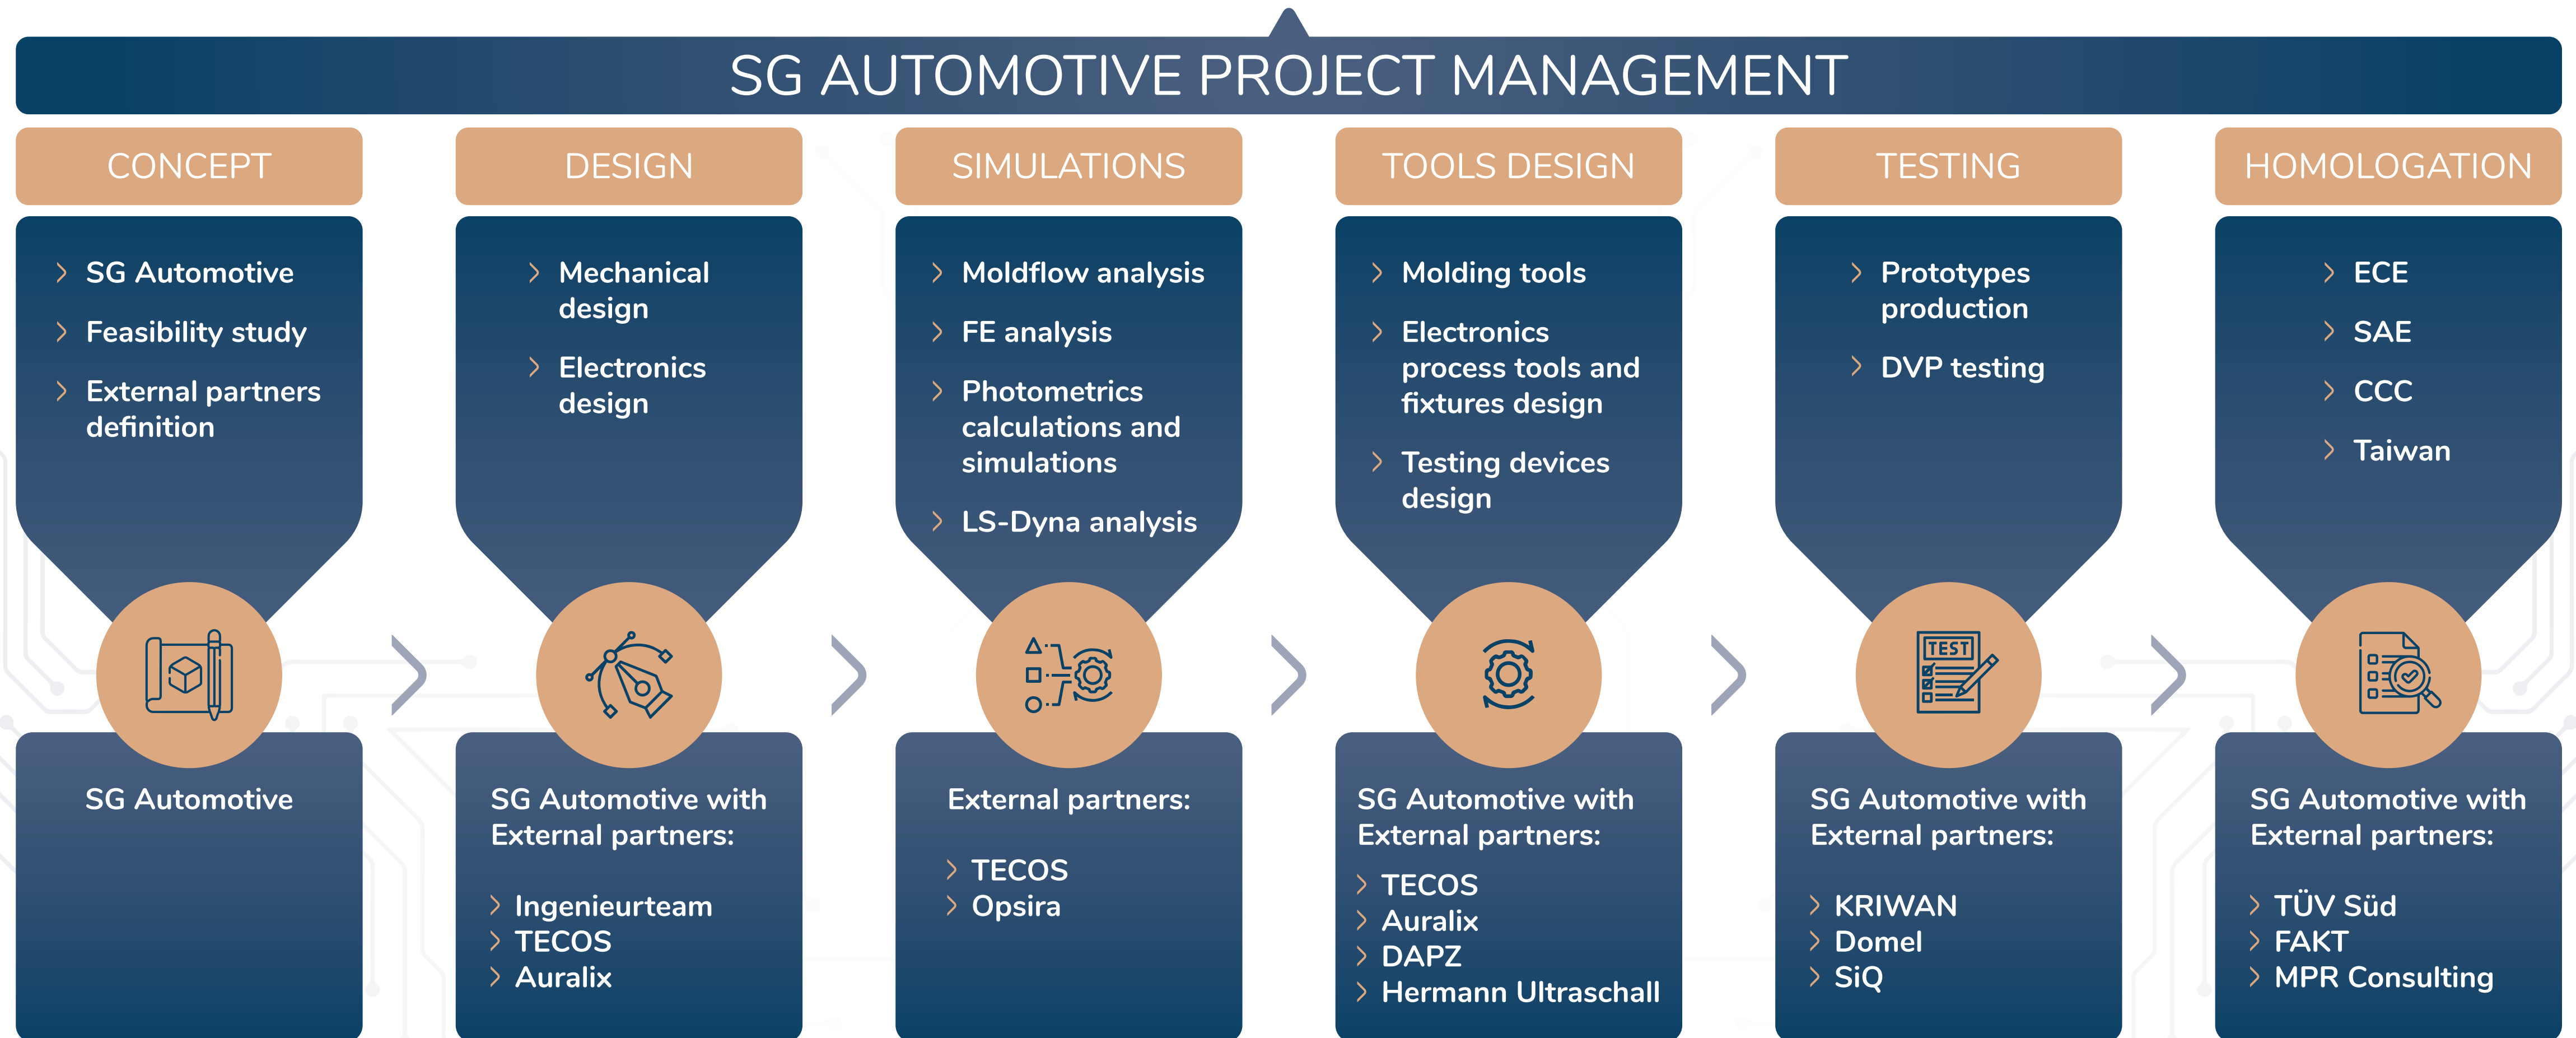 SG AUTOMOTIVE PROJECT MANAGEMENT
CONCEPT
SG Automotive
Feasibility study
External partners
definition
SG Automotive
DESIGN
Mechanical
design
Electronics
design
SG Automotive with
External partners:
Ingenieurteam
TECOS
Auralix
SIMULATIONS
Moldflow analysis
FE analysis
Photometrics
calculations and
simulations
LS-Dyna analysis
External partners:
TECOS
Opsira
TOOLS DESIGN
Molding tools
Electronics
process tools and
fixtures design
Testing devices
design
SG Automotive with
External partners:
TECOS
Auralix
DAPZ
Hermann Ultraschall
TESTING
Prototypes
production
DVP testing
TEST
SG Automotive with
External partners:
KRIWAN
Domel
SiQ
HOMOLOGATION
ECE
SAE
CCC
Taiwan
SG Automotive with
External partners:
TÜV Süd
FAKT
MPR Consulting